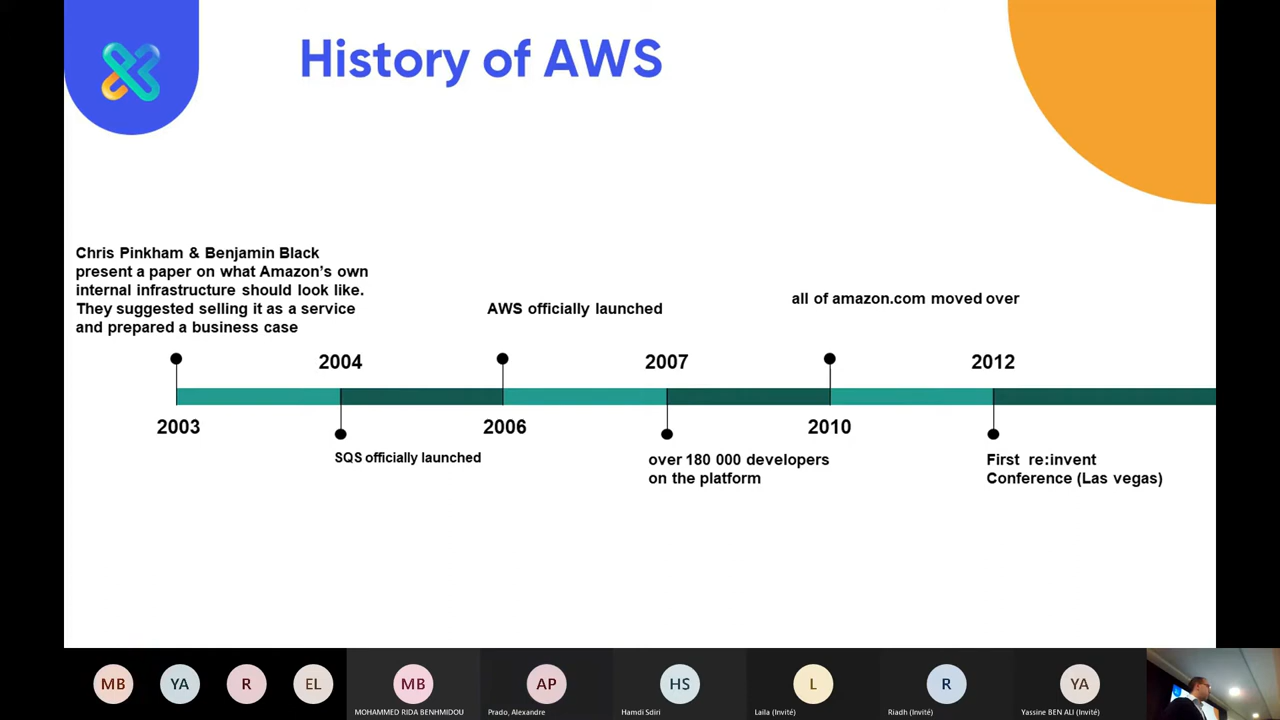 History of AWS
Chris Pinkham & Benjamin Black
present a paper on what Amazon’s own
internal infrastructure should look like.
They suggested selling it as a service
and prepared a business case
AWS officially launched
all of amazon.com moved over
2004
2007
2012
2003
2006
2010
SQS officially launched
over 180 000 developers
on the platform
First re:invent
Conference (Las vegas)
MB
YA
R
EL
MB
AP
HS
L
R
YA
MOHAMMED RIDA BENHMIDOU
Prado, Alexandre
Hamdi Sdiri
Laila (Invité)
Riadh (Invité)
Yassine BEN ALI (Invité)